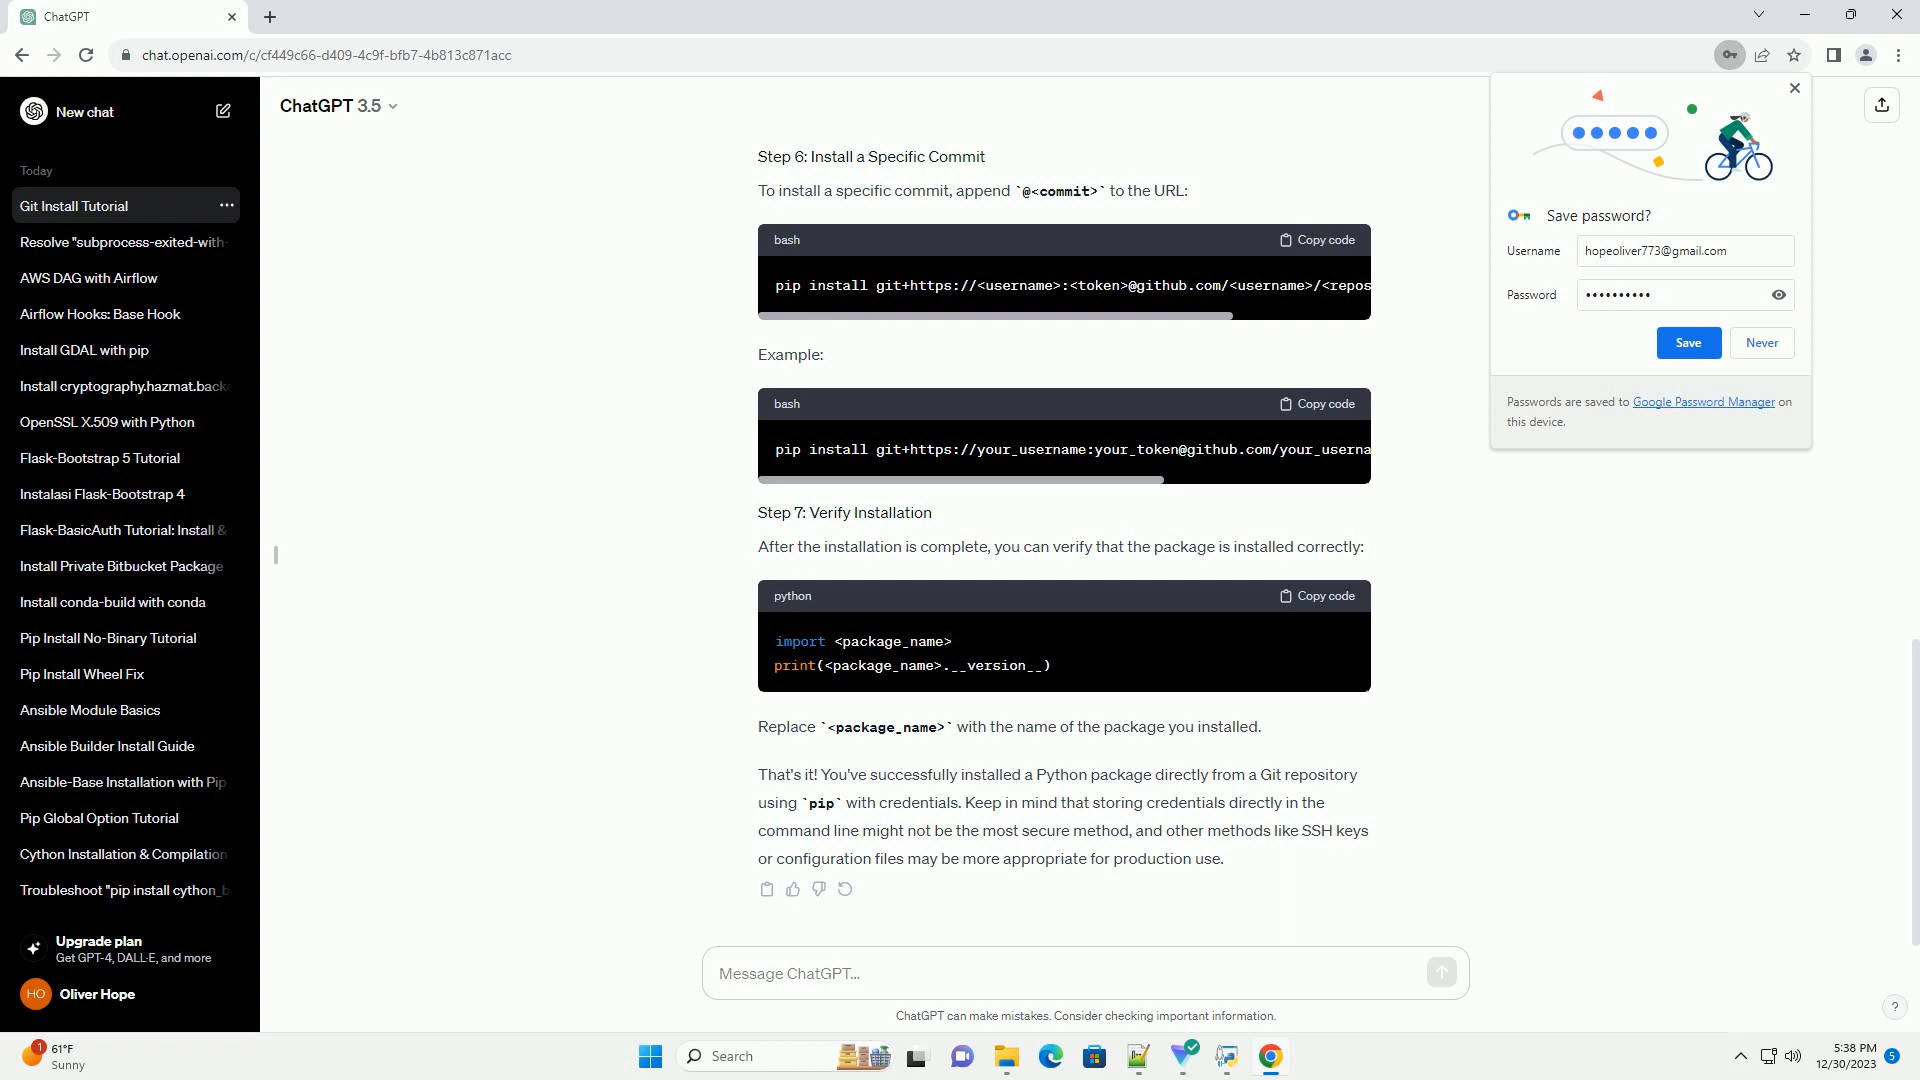 ChatGPT
chat.openai.com/c/cf449c66-d409-4c9f-bfb7-4b813c871acc
New chat
Today
Git Install Tutorial
Resolve "subprocess-exited-with-
AWS DAG with Airflow
Airflow Hooks: Base Hook
Install GDAL with pip
Install cryptography.hazmat.backe
OpenSSL X.509 with Python
Flask-Bootstrap 5 Tutorial
Instalasi Flask-Bootstrap 4
Flask-BasicAuth Tutorial: Install &
Install Private Bitbucket Package
Install conda-build with conda
Pip Install No-Binary Tutorial
Pip Install Wheel Fix
Ansible Module Basics
Ansible Builder Install Guide
Ansible-Base Installation with Pip
Pip Global Option Tutorial
Cython Installation & Compilation
Troubleshoot "pip install cython_b
Upgrade plan
Get GPT-4, DALL·E, and more
HO Oliver Hope
ChatGPT 3.5
Step 6: Install a Specific Commit
To install a specific commit, append `@<commit>` to the URL:
bash Copy code
pip install git+https://<username>:<token>@github.com/<username>/<repos
Example:
bash Copy code
pip install git+https://your_username:your_token@github.com/your_userna
Step 7: Verify Installation
After the installation is complete, you can verify that the package is installed correctly:
python Copy code
import <package_name>
print(<package_name>.__version__)
Replace `<package_name>` with the name of the package you installed.
That's it! You've successfully installed a Python package directly from a Git repository
using `pip` with credentials. Keep in mind that storing credentials directly in the
command line might not be the most secure method, and other methods like SSH keys
or configuration files may be more appropriate for production use.
Message ChatGPT...
ChatGPT can make mistakes. Consider checking important information.
?
Save password?
Username hopeoliver773@gmail.com
Password ••••••••••
Save Never
Passwords are saved to Google Password Manager on
this device.
1
61°F
Sunny
Search
5:38 PM
12/30/2023
5